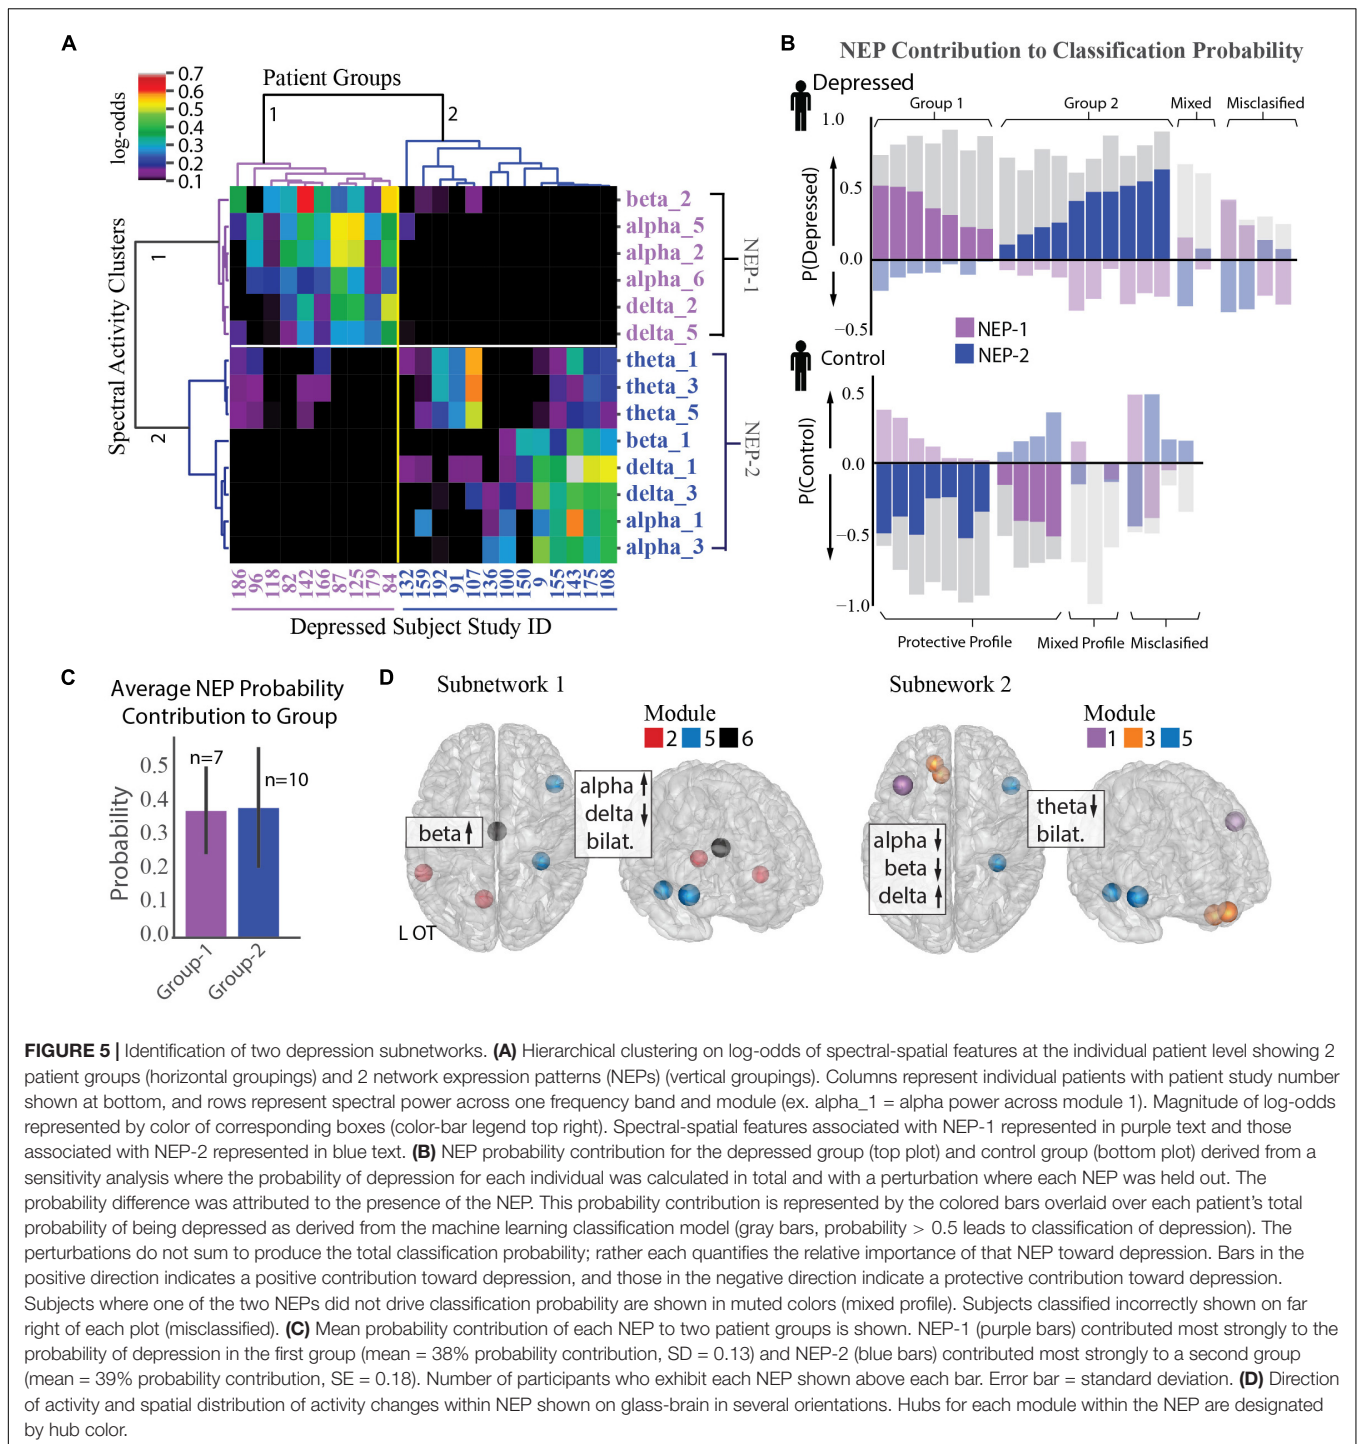 A
Patient Groups
0.7
0.6
0.5
0.4
0.3
0.2
0.1
log-odds
1
2
Spectral Activity Clusters
1
2
beta_2
alpha_5
alpha_2
alpha_6
delta_2
delta_5
NEP-1
theta_1
theta_3
theta_5
beta_1
delta_1
delta_3
alpha_1
alpha_3
NEP-2
186 96 118 82 142 166 87 125 179 84 132 159 192 91 107 136 100 150 9 155 143 175 108
Depressed Subject Study ID
B
NEP Contribution to Classification Probability
Depressed
Group 1 Group 2 Mixed Misclasified
1.0
0.5
0.0
−0.5
P(Depressed)
NEP-1
NEP-2
Control
0.5
0.0
−0.5
−1.0
P(Control)
Protective Profile Mixed Profile Misclasified
C
Average NEP Probability
Contribution to Group
0.5
0.4
0.3
0.2
0.1
0.0
Probability
n=7
n=10
Group-1
Group-2
D
Subnetwork 1
Module
2 5 6
beta ↑
alpha ↑
delta ↓
bilat.
L OT
Subnework 2
Module
1 3 5
alpha ↓
beta ↓
delta ↑
theta ↓
bilat.
FIGURE 5 | Identification of two depression subnetworks. (A) Hierarchical clustering on log-odds of spectral-spatial features at the individual patient level showing 2
patient groups (horizontal groupings) and 2 network expression patterns (NEPs) (vertical groupings). Columns represent individual patients with patient study number
shown at bottom, and rows represent spectral power across one frequency band and module (ex. alpha_1 = alpha power across module 1). Magnitude of log-odds
represented by color of corresponding boxes (color-bar legend top right). Spectral-spatial features associated with NEP-1 represented in purple text and those
associated with NEP-2 represented in blue text. (B) NEP probability contribution for the depressed group (top plot) and control group (bottom plot) derived from a
sensitivity analysis where the probability of depression for each individual was calculated in total and with a perturbation where each NEP was held out. The
probability difference was attributed to the presence of the NEP. This probability contribution is represented by the colored bars overlaid over each patient's total
probability of being depressed as derived from the machine learning classification model (gray bars, probability > 0.5 leads to classification of depression). The
perturbations do not sum to produce the total classification probability; rather each quantifies the relative importance of that NEP toward depression. Bars in the
positive direction indicates a positive contribution toward depression, and those in the negative direction indicate a protective contribution toward depression.
Subjects where one of the two NEPs did not drive classification probability are shown in muted colors (mixed profile). Subjects classified incorrectly shown on far
right of each plot (misclassified). (C) Mean probability contribution of each NEP to two patient groups is shown. NEP-1 (purple bars) contributed most strongly to the
probability of depression in the first group (mean = 38% probability contribution, SD = 0.13) and NEP-2 (blue bars) contributed most strongly to a second group
(mean = 39% probability contribution, SE = 0.18). Number of participants who exhibit each NEP shown above each bar. Error bar = standard deviation. (D) Direction
of activity and spatial distribution of activity changes within NEP shown on glass-brain in several orientations. Hubs for each module within the NEP are designated
by hub color.